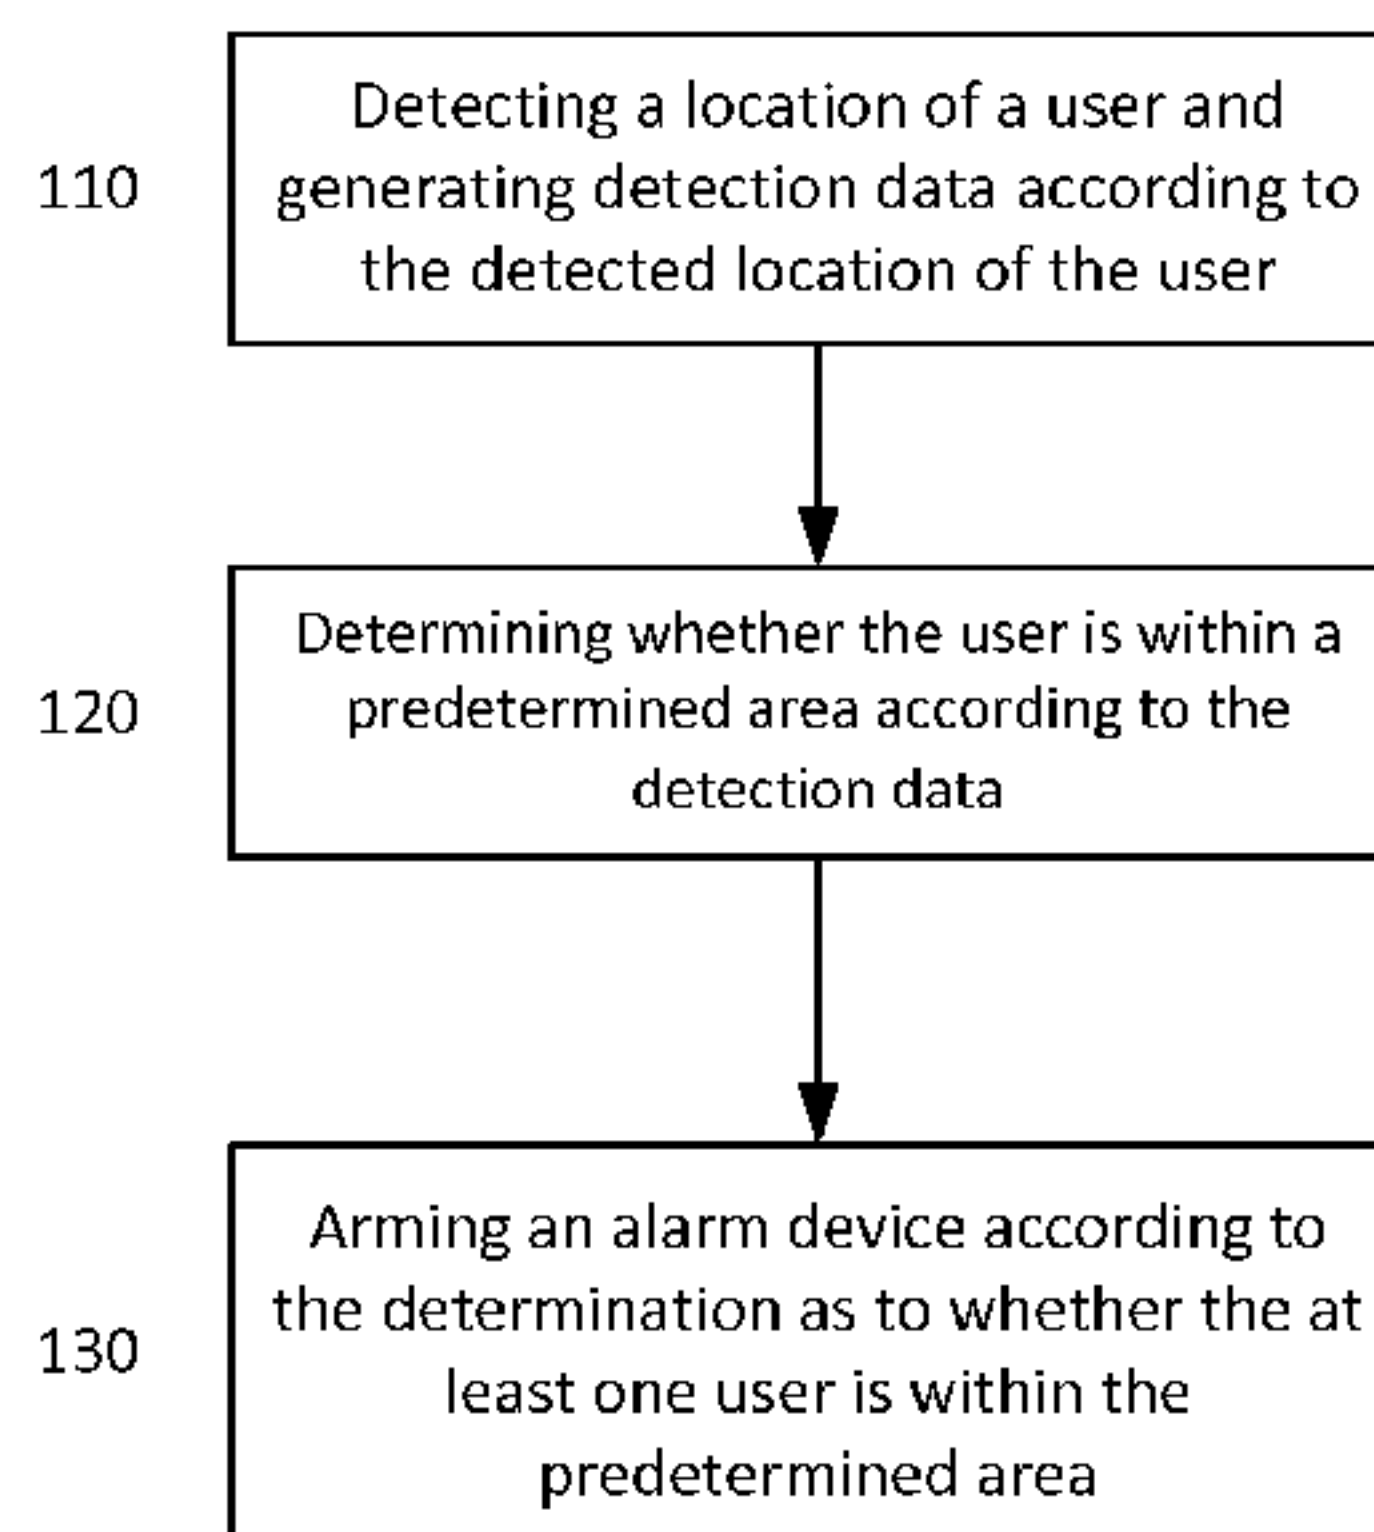 Detecting a location of a user and
110
generating detection data according to
the detected location of the user
Determining whether the user is within a
120
predetermined area according to the
detection data
Arming an alarm device according to
the determination as to whether the at
130
least one user is within the
predetermined area